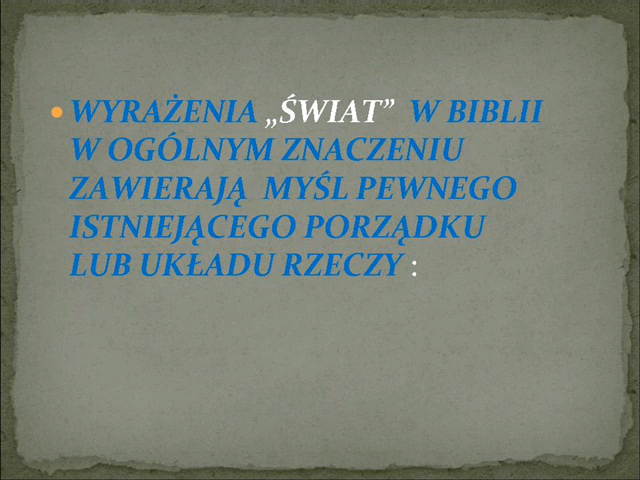 • WYRAŻENIA „ŚWIAT” W BIBLII
W OGÓLNYM ZNACZENIU
ZAWIERAJĄ MYŚL PEWNEGO
ISTNIEJĄCEGO PORZĄDKU
LUB UKŁADU RZECZY :